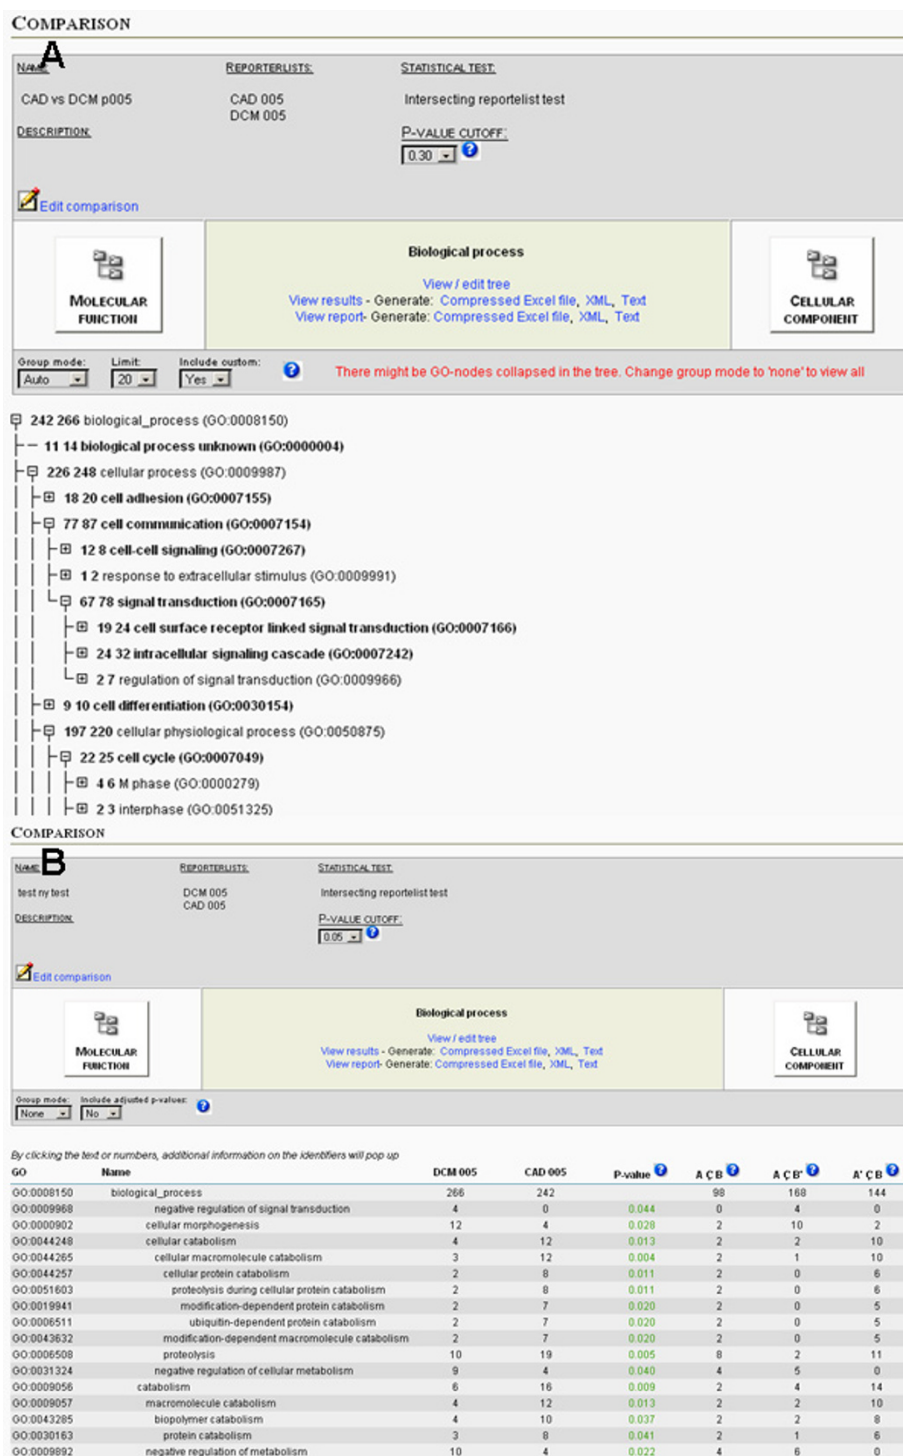 COMPARISON
A
NAME: REPORTERLISTS: STATISTICAL TEST:
CAD vs DCM p005 CAD 005 Intersecting reportelist test
DCM 005
DESCRIPTION: P-VALUE CUTOFF:
0.30 ?
Edit comparison
Biological process
View / edit tree
MOLECULAR FUNCTION View results - Generate: Compressed Excel file, XML, Text CELLULAR COMPONENT
View report- Generate: Compressed Excel file, XML, Text
Group mode: Limit: Include custom:
Auto 20 Yes ? There might be GO-nodes collapsed in the tree. Change group mode to 'none' to view all
242 266 biological_process (GO:0008150)
11 14 biological process unknown (GO:0000004)
226 248 cellular process (GO:0009987)
18 20 cell adhesion (GO:0007155)
77 87 cell communication (GO:0007154)
12 8 cell-cell signaling (GO:0007267)
1 2 response to extracellular stimulus (GO:0009991)
67 78 signal transduction (GO:0007165)
19 24 cell surface receptor linked signal transduction (GO:0007166)
24 32 intracellular signaling cascade (GO:0007242)
2 7 regulation of signal transduction (GO:0009966)
9 10 cell differentiation (GO:0030154)
197 220 cellular physiological process (GO:0050875)
22 25 cell cycle (GO:0007049)
4 6 M phase (GO:0000279)
2 3 interphase (GO:0051325)
COMPARISON
B
NAME: REPORTERLISTS: STATISTICAL TEST:
test ny test DCM 005 Intersecting reportelist test
CAD 005
DESCRIPTION: P-VALUE CUTOFF:
0.05 ?
Edit comparison
Biological process
View / edit tree
MOLECULAR FUNCTION View results - Generate: Compressed Excel file, XML, Text CELLULAR COMPONENT
View report- Generate: Compressed Excel file, XML, Text
Group mode: Include adjusted p-values:
None No ?
By clicking the text or numbers, additional information on the identifiers will pop up
GO Name DCM 005 CAD 005 P-value ? A Ç B ? A Ç B' ? A' Ç B ?
GO:0008150 biological_process 266 242 98 168 144
GO:0009968 negative regulation of signal transduction 4 0 0.044 0 4 0
GO:0000902 cellular morphogenesis 12 4 0.028 2 10 2
GO:0044248 cellular catabolism 4 12 0.013 2 2 10
GO:0044265 cellular macromolecule catabolism 3 12 0.004 2 1 10
GO:0044257 cellular protein catabolism 2 8 0.011 2 0 6
GO:0051603 proteolysis during cellular protein catabolism 2 8 0.011 2 0 6
GO:0019941 modification-dependent protein catabolism 2 7 0.020 2 0 5
GO:0006511 ubiquitin-dependent protein catabolism 2 7 0.020 2 0 5
GO:0043632 modification-dependent macromolecule catabolism 2 7 0.020 2 0 5
GO:0006508 proteolysis 10 19 0.005 8 2 11
GO:0031324 negative regulation of cellular metabolism 9 4 0.040 4 5 0
GO:0009056 catabolism 6 16 0.009 2 4 14
GO:0009057 macromolecule catabolism 4 12 0.013 2 2 10
GO:0043285 biopolymer catabolism 4 10 0.037 2 2 8
GO:0030163 protein catabolism 3 8 0.041 2 1 6
GO:0009892 negative regulation of metabolism 10 4 0.022 4 6 0